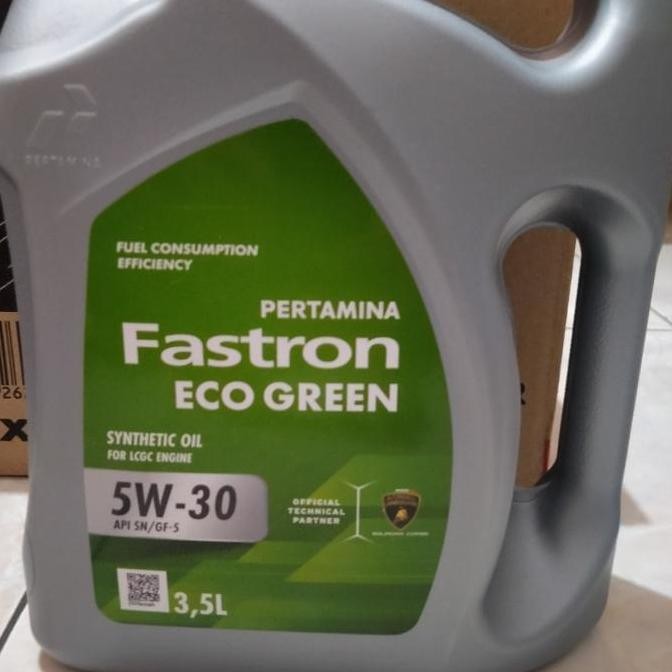 PERTAMINA
FUEL CONSUMPTION
EFFICIENCY
PERTAMINA
Fastron
ECO GREEN
SYNTHETIC OIL
FOR LCGC ENGINE
5W-30
API SN/GF-5
OFFICIAL
TECHNICAL
PARTNER
3,5L
26
X
R